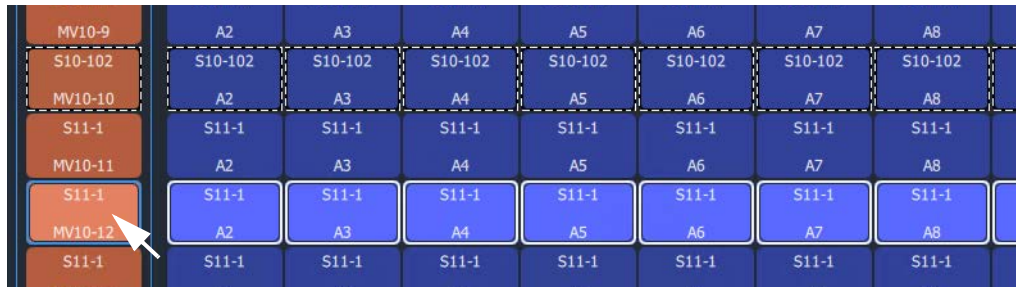 MV10-9 A2 A3 A4 A5 A6 A7 A8
S10-102 S10-102 S10-102 S10-102 S10-102 S10-102 S10-102 S10-102
MV10-10 A2 A3 A4 A5 A6 A7 A8
S11-1 S11-1 S11-1 S11-1 S11-1 S11-1 S11-1 S11-1
MV10-11 A2 A3 A4 A5 A6 A7 A8
S11-1 S11-1 S11-1 S11-1 S11-1 S11-1 S11-1 S11-1
MV10-12 A2 A3 A4 A5 A6 A7 A8
S11-1 S11-1 S11-1 S11-1 S11-1 S11-1 S11-1 S11-1